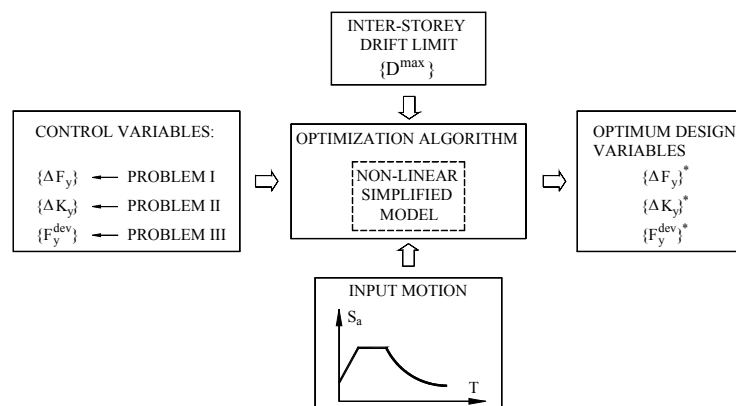 INTER-STOREY
DRIFT LIMIT
{D^max}
CONTROL VARIABLES:
{ΔF_y} ← PROBLEM I
{ΔK_y} ← PROBLEM II
{F_y^dev} ← PROBLEM III
OPTIMIZATION ALGORITHM
NON-LINEAR
SIMPLIFIED
MODEL
OPTIMUM DESIGN
VARIABLES
{ΔF_y}*
{ΔK_y}*
{F_y^dev}*
INPUT MOTION
S_a
T